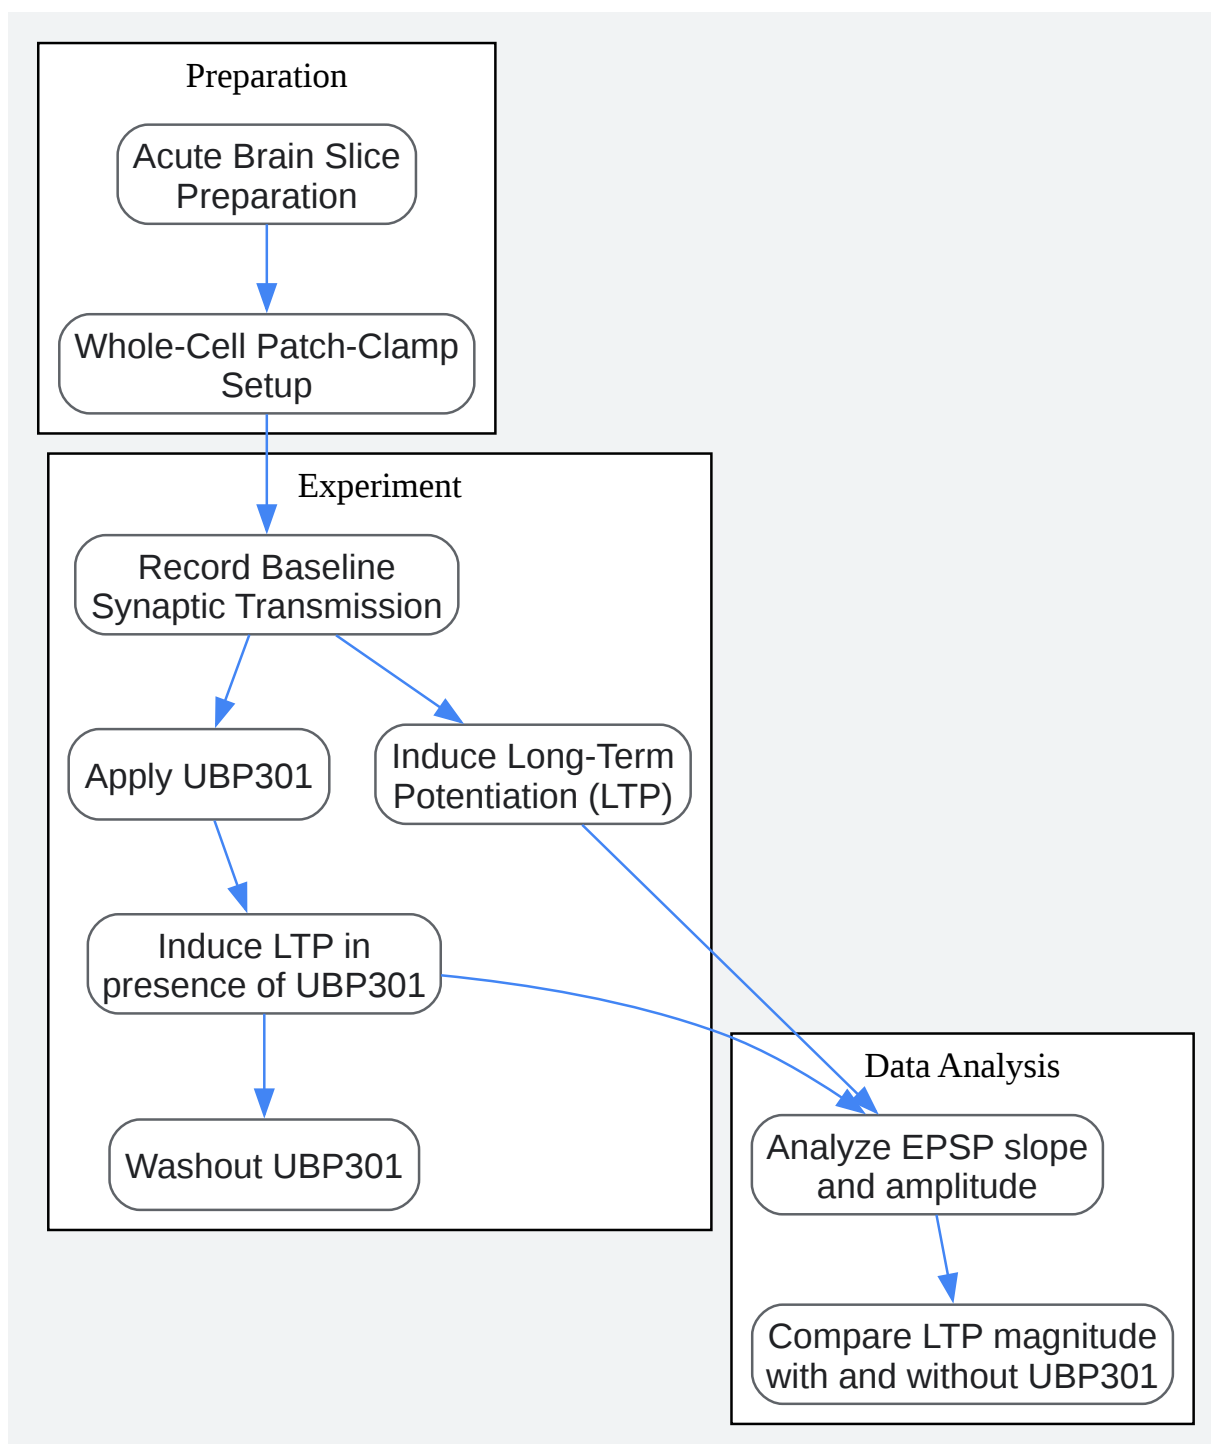 Preparation
Acute Brain Slice
Preparation
Whole-Cell Patch-Clamp
Setup
Experiment
Record Baseline
Synaptic Transmission
Apply UBP301
Induce Long-Term
Potentiation (LTP)
Induce LTP in
presence of UBP301
Washout UBP301
Data Analysis
Analyze EPSP slope
and amplitude
Compare LTP magnitude
with and without UBP301